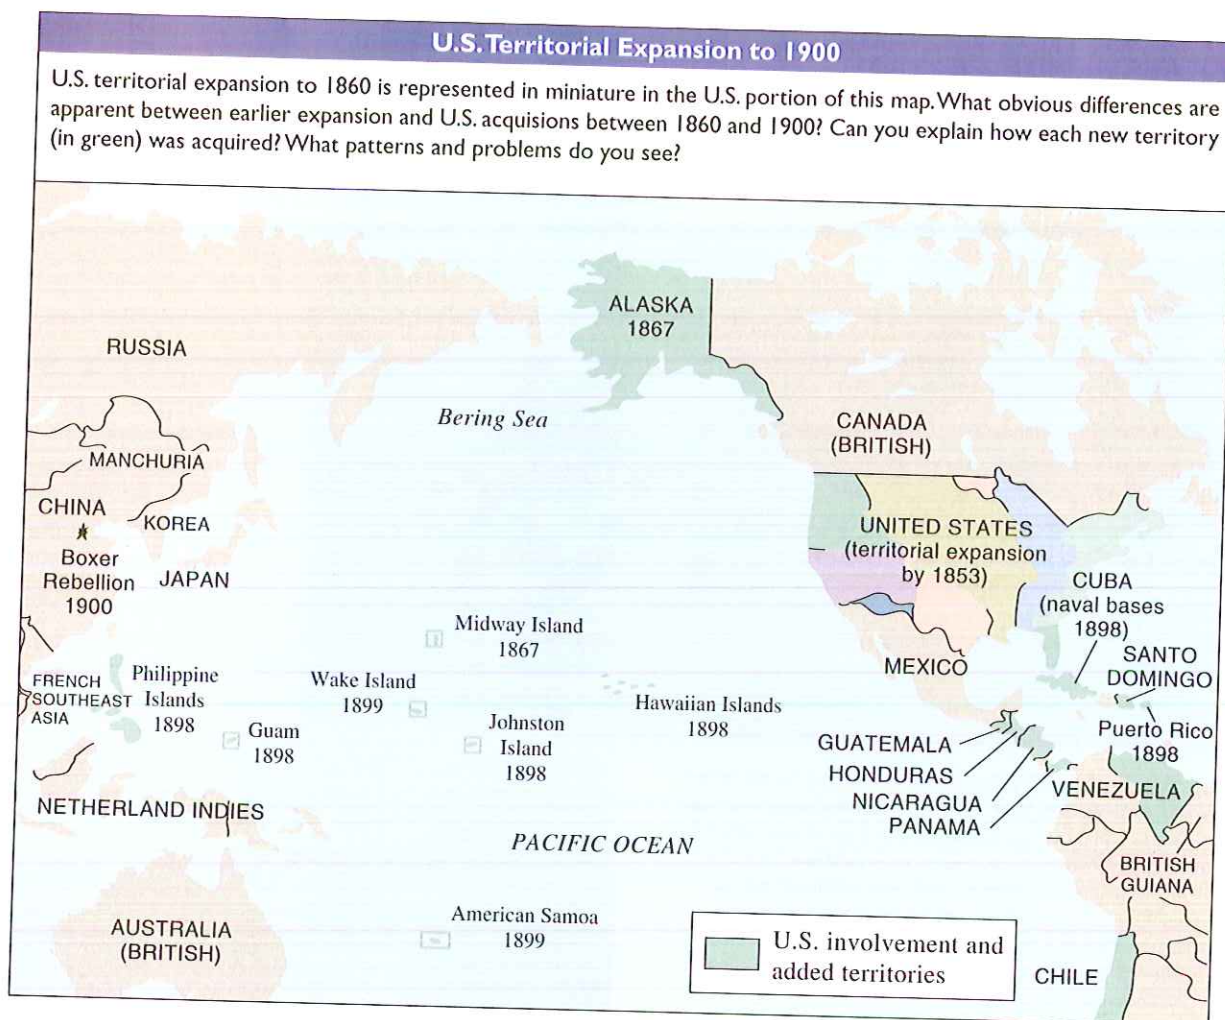 U.S. Territorial Expansion to 1900
U.S. territorial expansion to 1860 is represented in miniature in the U.S. portion of this map. What obvious differences are
apparent between earlier expansion and U.S. acquisions between 1860 and 1900? Can you explain how each new territory
(in green) was acquired? What patterns and problems do you see?
ALASKA
1867
RUSSIA
Bering Sea
CANADA
(BRITISH)
MANCHURIA
CHINA
KOREA
Boxer
Rebellion
1900
JAPAN
UNITED STATES
(territorial expansion
by 1853)
CUBA
(naval bases
1898)
Midway Island
1867
MEXICO
SANTO
DOMINGO
FRENCH
SOUTHEAST
ASIA
Philippine
Islands
1898
Wake Island
1899
Guam
1898
Johnston
Island
1898
Hawaiian Islands
1898
Puerto Rico
1898
GUATEMALA
HONDURAS
NICARAGUA
PANAMA
VENEZUELA
NETHERLAND INDIES
PACIFIC OCEAN
BRITISH
GUIANA
AUSTRALIA
(BRITISH)
American Samoa
1899
U.S. involvement and
added territories
CHILE